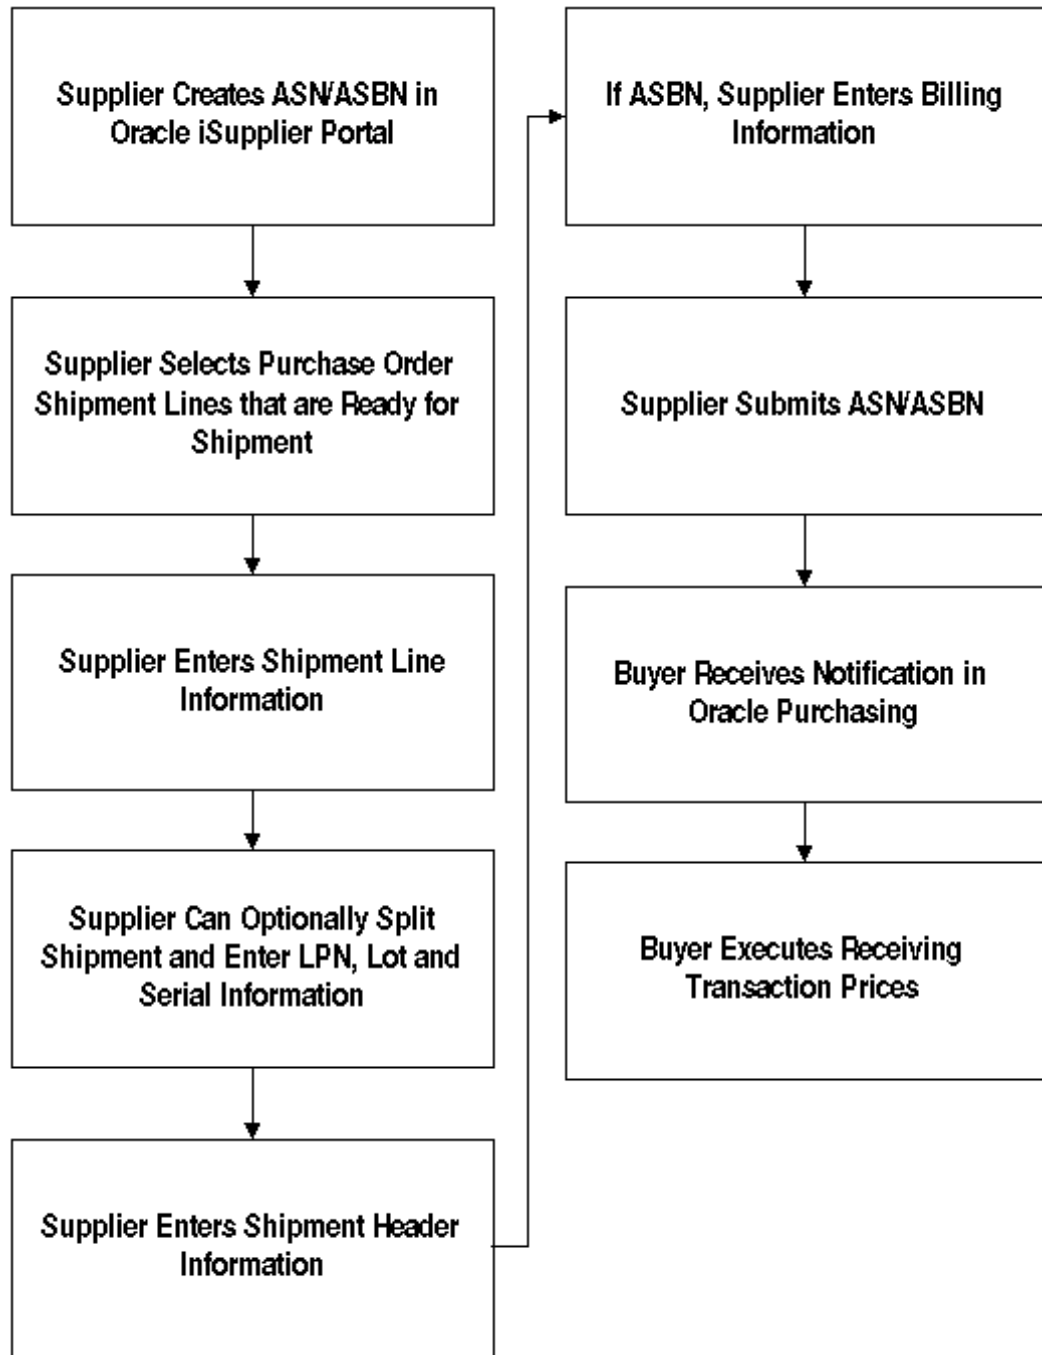 Supplier Creates ASN/ASBN in
Oracle iSupplier Portal
Supplier Selects Purchase Order
Shipment Lines that are Ready for
Shipment
Supplier Enters Shipment Line
Information
Supplier Can Optionally Split
Shipment and Enter LPN, Lot and
Serial Information
Supplier Enters Shipment Header
Information
If ASBN, Supplier Enters Billing
Information
Supplier Submits ASN/ASBN
Buyer Receives Notification in
Oracle Purchasing
Buyer Executes Receiving
Transaction Prices